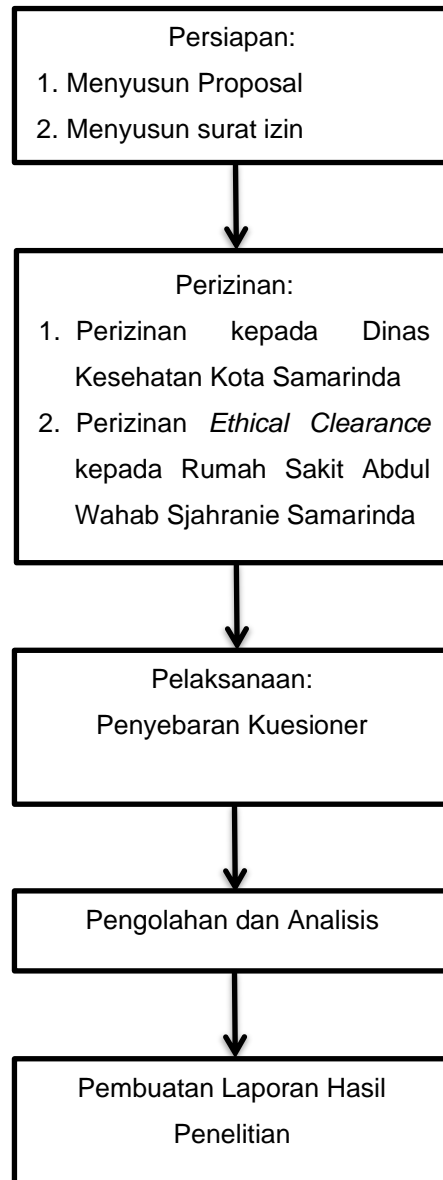 Persiapan:
1. Menyusun Proposal
2. Menyusun surat izin
Perizinan:
1. Perizinan kepada Dinas
Kesehatan Kota Samarinda
2. Perizinan Ethical Clearance
kepada Rumah Sakit Abdul
Wahab Sjahranie Samarinda
Pelaksanaan:
Penyebaran Kuesioner
Pengolahan dan Analisis
Pembuatan Laporan Hasil
Penelitian